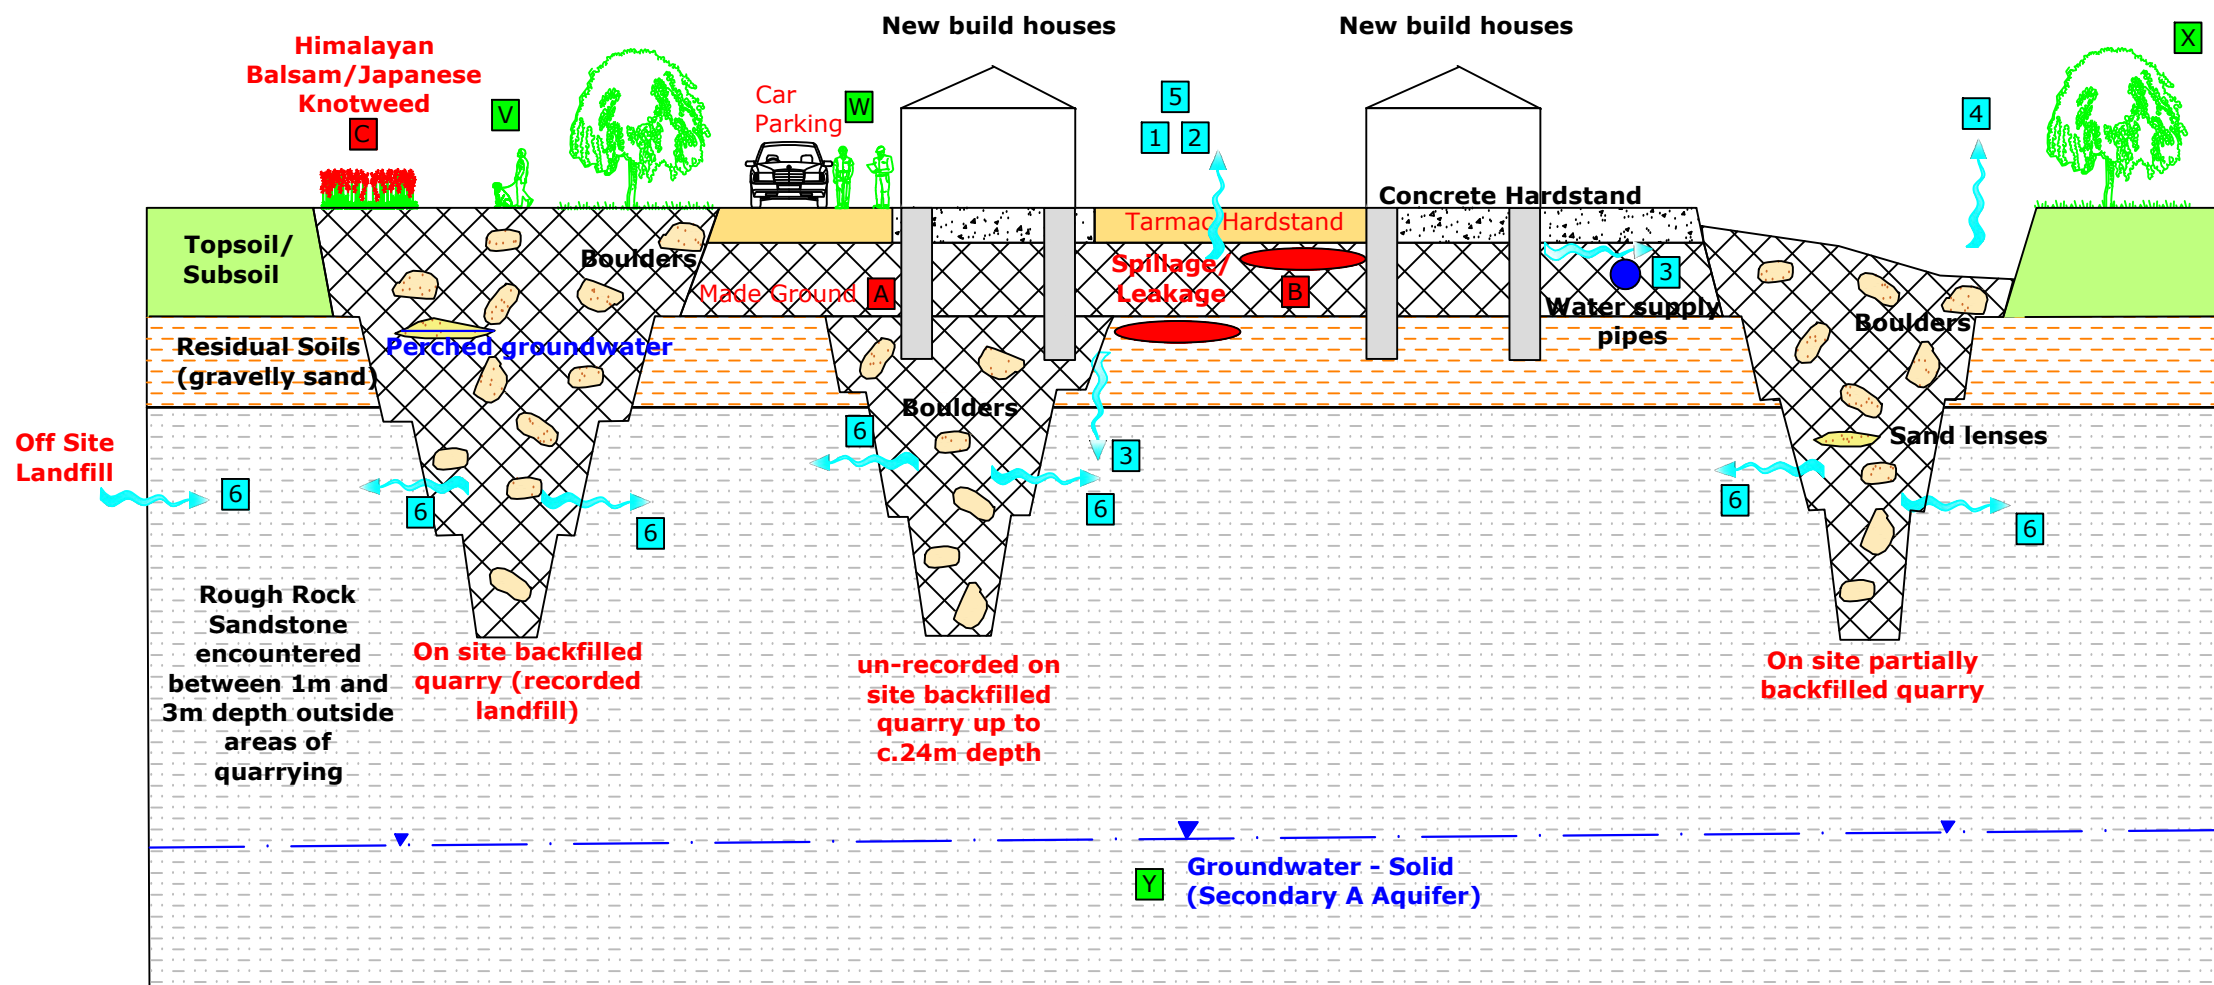 New build houses
New build houses
Himalayan
Balsam/Japanese
Knotweed
C
V
Car
Parking
W
5
1
2
4
X
Concrete Hardstand
Tarmac Hardstand
Topsoil/
Subsoil
Boulders
Made Ground
A
Spillage/
Leakage
B
3
Water supply
pipes
Boulders
Residual Soils
(gravelly sand)
Perched groundwater
Boulders
Sand lenses
Off Site
Landfill
6
6
6
6
3
6
6
6
Rough Rock
Sandstone
encountered
between 1m and
3m depth outside
areas of
quarrying
On site backfilled
quarry (recorded
landfill)
un-recorded on
site backfilled
quarry up to
c.24m depth
On site partially
backfilled quarry
Y
Groundwater - Solid
(Secondary A Aquifer)